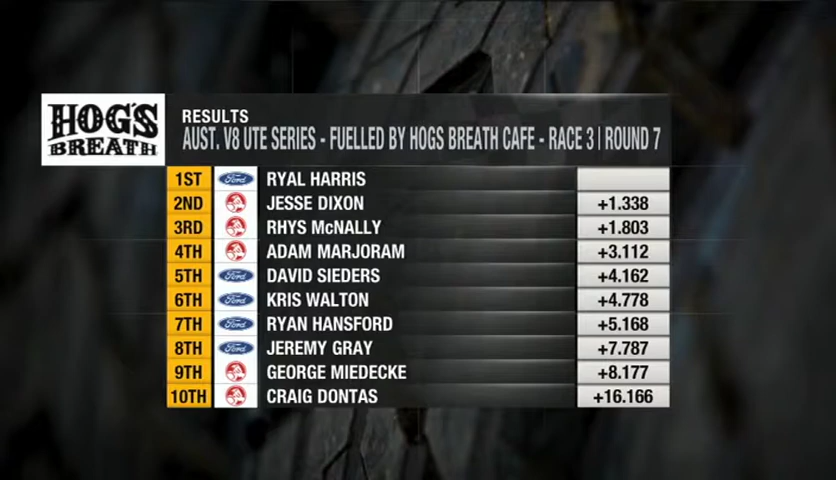 HOG'S
BREATH
RESULTS
AUST. V8 UTE SERIES - FUELLED BY HOGS BREATH CAFE - RACE 3 | ROUND 7
1ST Ford RYAL HARRIS
2ND JESSE DIXON +1.338
3RD RHYS McNALLY +1.803
4TH ADAM MARJORAM +3.112
5TH Ford DAVID SIEDERS +4.162
6TH Ford KRIS WALTON +4.778
7TH Ford RYAN HANSFORD +5.168
8TH Ford JEREMY GRAY +7.787
9TH GEORGE MIEDECKE +8.177
10TH CRAIG DONTAS +16.166